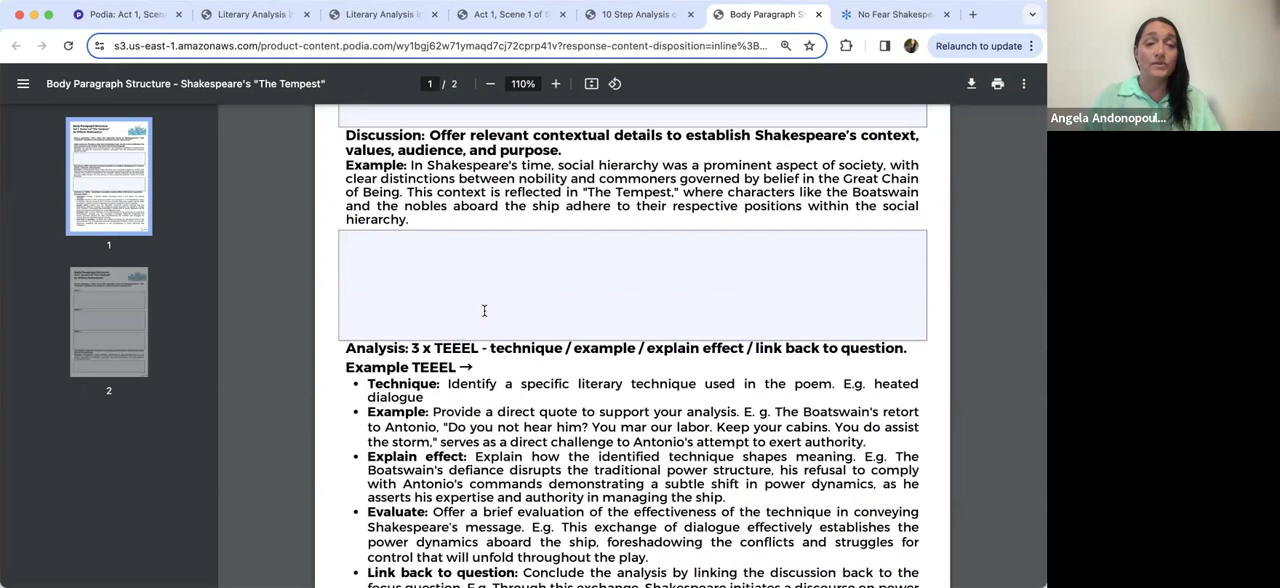 Podia: Act 1, Scen
Literary Analysis i
Literary Analysis i
Act 1, Scene 1 of S
10 Step Analysis o
Body Paragraph S
No Fear Shakespe
s3.us-east-1.amazonaws.com/product-content.podia.com/wy1bgj62w71ymaqd7cj72cprp41v?response-content-disposition=inline%3B...
Relaunch to update
Body Paragraph Structure - Shakespeare's "The Tempest"
1 / 2
110%
Angela Andonopoul...
1
2
Discussion: Offer relevant contextual details to establish Shakespeare's context,
values, audience, and purpose.
Example: In Shakespeare's time, social hierarchy was a prominent aspect of society, with
clear distinctions between nobility and commoners governed by belief in the Great Chain
of Being. This context is reflected in "The Tempest," where characters like the Boatswain
and the nobles aboard the ship adhere to their respective positions within the social
hierarchy.
Analysis: 3 x TEEEL - technique / example / explain effect / link back to question.
Example TEEEL →
• Technique: Identify a specific literary technique used in the poem. E.g. heated
dialogue
• Example: Provide a direct quote to support your analysis. E. g. The Boatswain's retort
to Antonio, "Do you not hear him? You mar our labor. Keep your cabins. You do assist
the storm," serves as a direct challenge to Antonio's attempt to exert authority.
• Explain effect: Explain how the identified technique shapes meaning. E.g. The
Boatswain's defiance disrupts the traditional power structure, his refusal to comply
with Antonio's commands demonstrating a subtle shift in power dynamics, as he
asserts his expertise and authority in managing the ship.
• Evaluate: Offer a brief evaluation of the effectiveness of the technique in conveying
Shakespeare's message. E.g. This exchange of dialogue effectively establishes the
power dynamics aboard the ship, foreshadowing the conflicts and struggles for
control that will unfold throughout the play.
• Link back to question: Conclude the analysis by linking the discussion back to the
focus question. E.g. Through this exchange, Shakespeare initiates a discourse on power